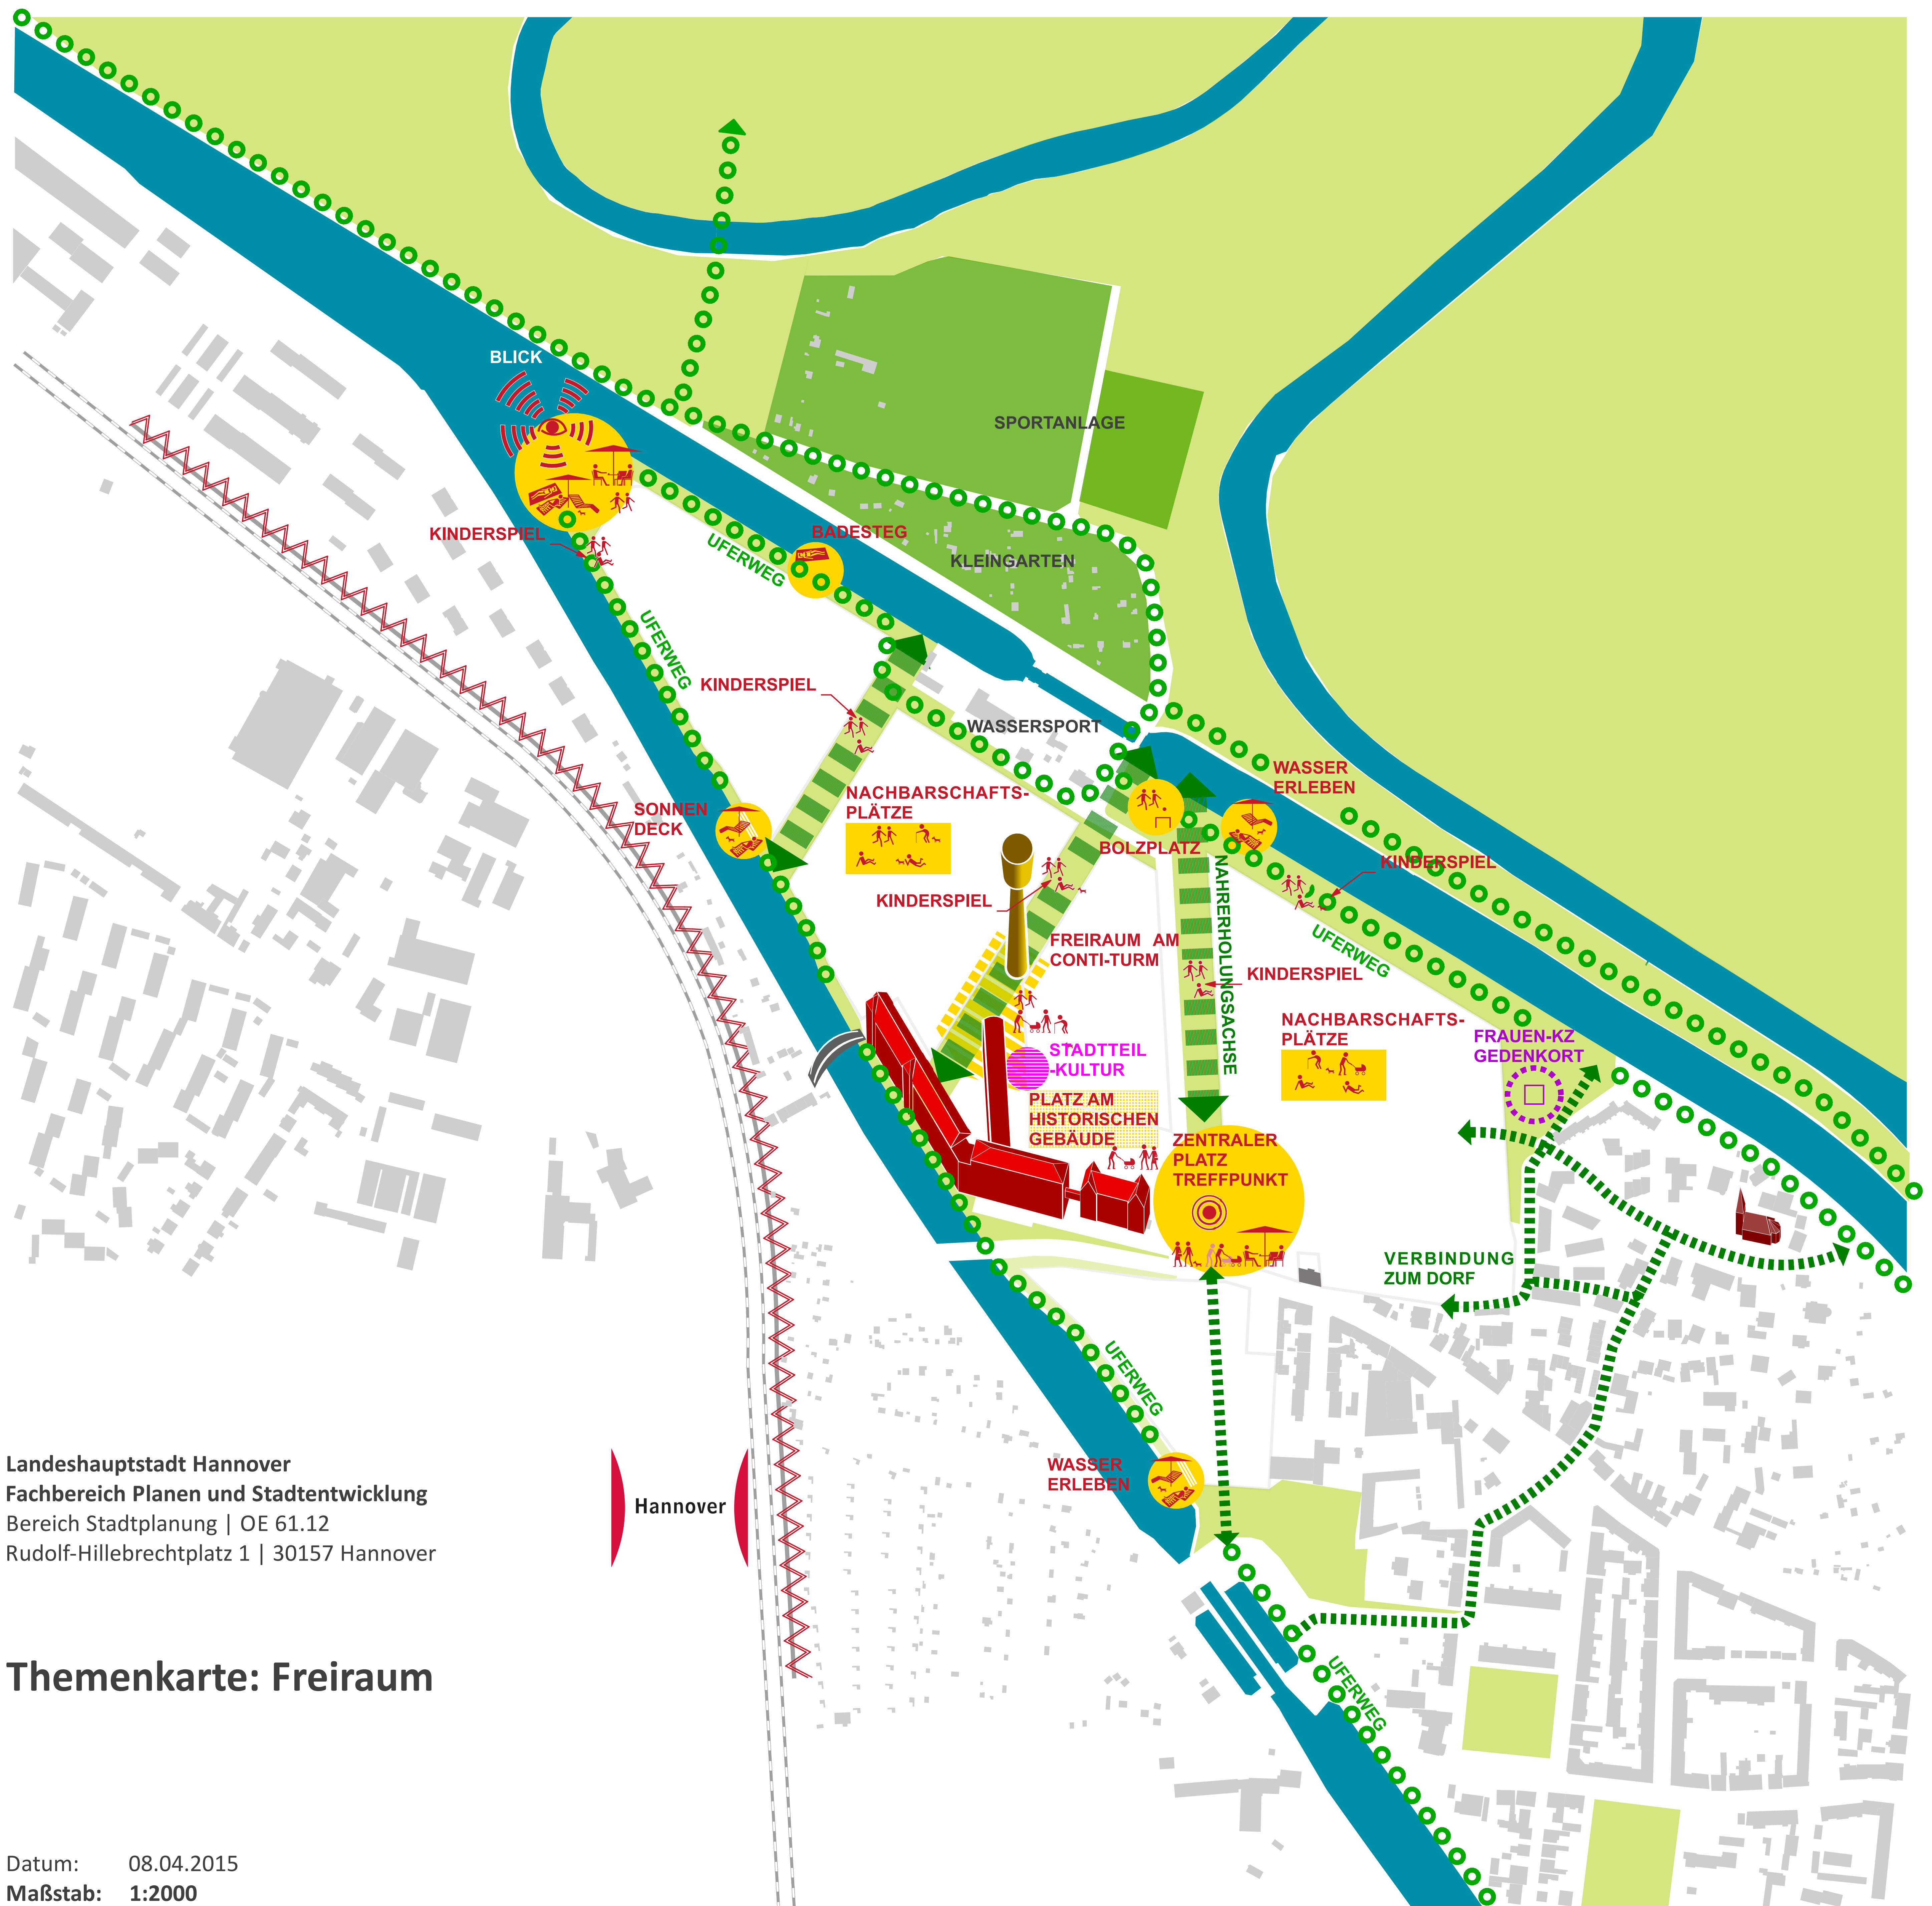 BLICK
SPORTANLAGE
KINDERSPIEL
BADESTEG
UFERWEG
KLEINGARTEN
UFERWEG
KINDERSPIEL
WASSERSPORT
WASSER
ERLEBEN
SONNEN
DECK
NACHBARSCHAFTS-
PLÄTZE
BOLZPLATZ
KINDERSPIEL
KINDERSPIEL
NAHRERHOLUNGSACHSE
UFERWEG
FREIRAUM AM
CONTI-TURM
KINDERSPIEL
NACHBARSCHAFTS-
PLÄTZE
FRAUEN-KZ
GEDENKORT
STADTTEIL
-KULTUR
PLATZ AM
HISTORISCHEN
GEBÄUDE
ZENTRALER
PLATZ
TREFFPUNKT
VERBINDUNG
ZUM DORF
UFERWEG
WASSER
ERLEBEN
UFERWEG
Landeshauptstadt Hannover
Fachbereich Planen und Stadtentwicklung
Bereich Stadtplanung | OE 61.12
Rudolf-Hillebrechtplatz 1 | 30157 Hannover
Hannover
Themenkarte: Freiraum
Datum: 08.04.2015
Maßstab: 1:2000